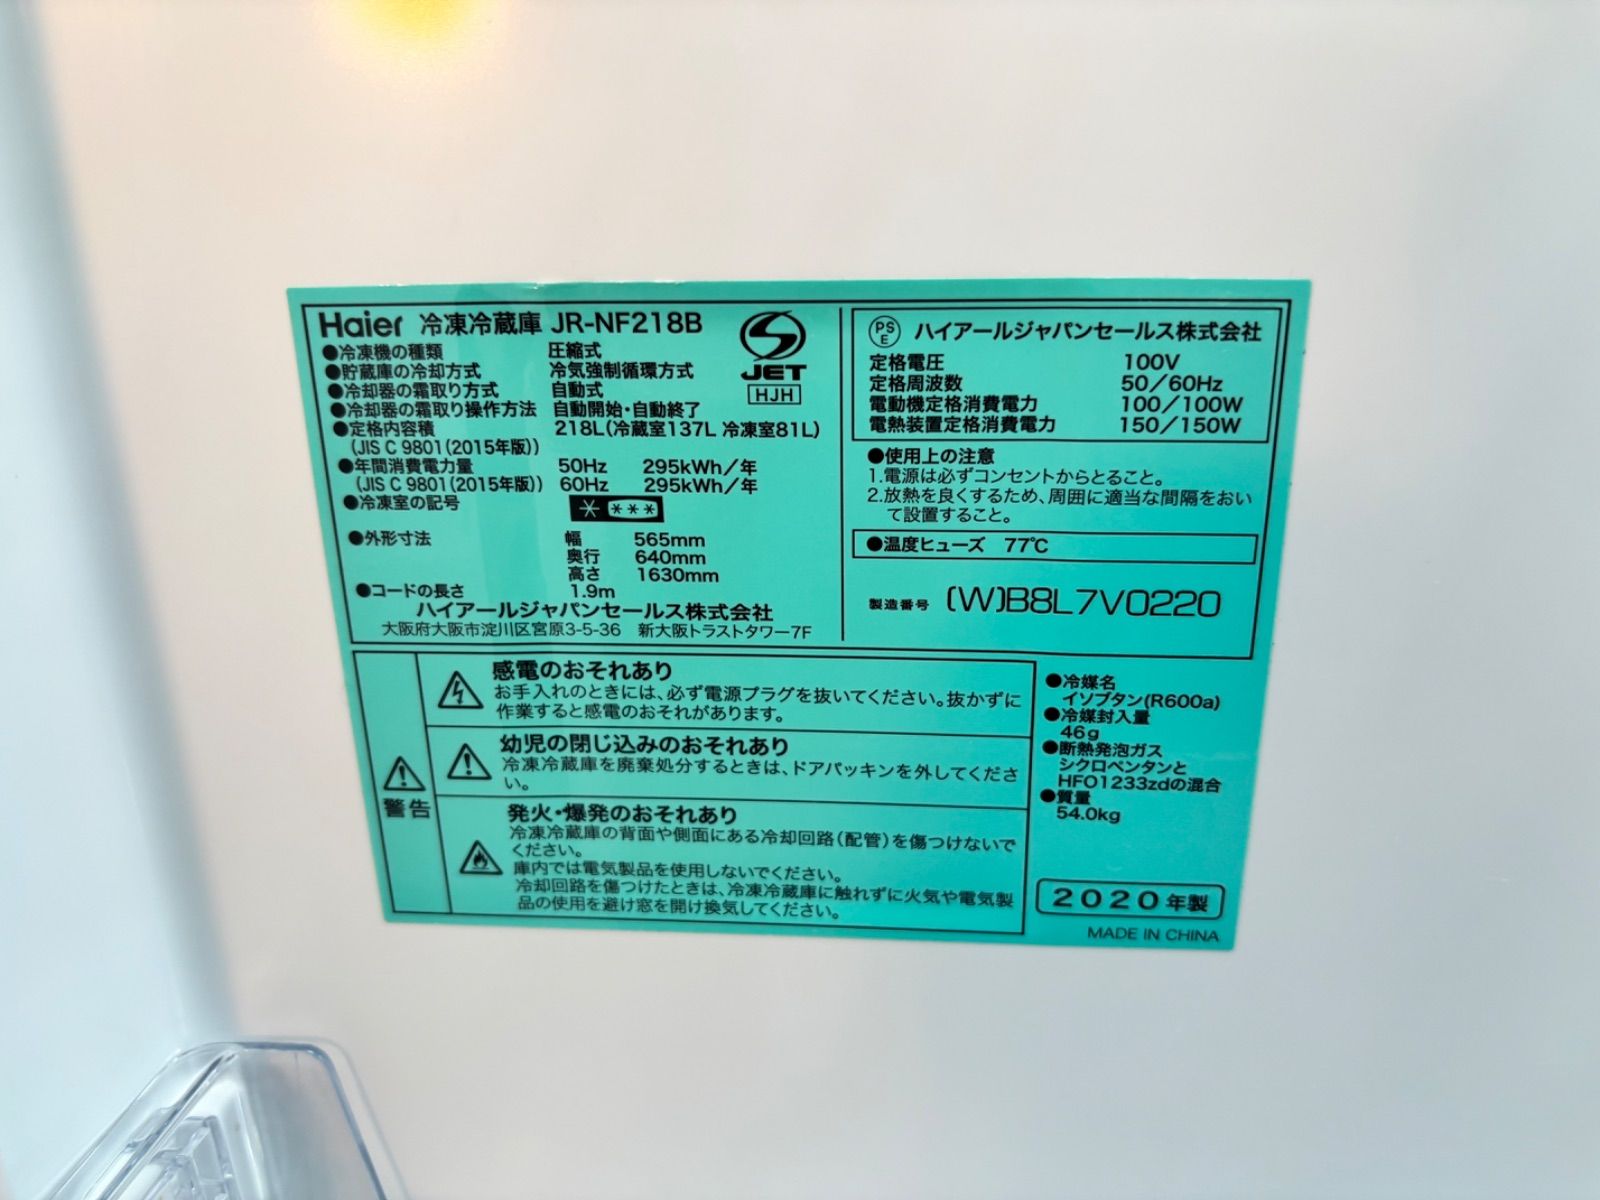 Haier 冷凍冷蔵庫 JR-NF218B
●冷凍機の種類 圧縮式
●貯蔵庫の冷却方式 冷気強制循環方式
●冷却器の霜取り方式 自動式
●冷却器の霜取り操作方法 自動開始・自動終了
●定格内容積 218L(冷蔵室137L 冷凍室81L)
(JIS C 9801(2015年版))
●年間消費電力量 50Hz 295kWh/年
(JIS C 9801(2015年版)) 60Hz 295kWh/年
●冷凍室の記号 * ***
●外形寸法 幅 565mm
奥行 640mm
高さ 1630mm
●コードの長さ 1.9m
ハイアールジャパンセールス株式会社
大阪府大阪市淀川区宮原3-5-36 新大阪トラストタワー7F
JET
HJH
PS E ハイアールジャパンセールス株式会社
定格電圧 100V
定格周波数 50/60Hz
電動機定格消費電力 100/100W
電熱装置定格消費電力 150/150W
●使用上の注意
1.電源は必ずコンセントからとること。
2.放熱を良くするため、周囲に適当な間隔をおい
て設置すること。
●温度ヒューズ 77℃
製造番号 (W)B8L7V0220
警告
感電のおそれあり
お手入れのときには、必ず電源プラグを抜いてください。抜かずに
作業すると感電のおそれがあります。
幼児の閉じ込みのおそれあり
冷凍冷蔵庫を廃棄処分するときは、ドアパッキンを外してくださ
い。
発火・爆発のおそれあり
冷凍冷蔵庫の背面や側面にある冷却回路(配管)を傷つけないで
ください。
庫内では電気製品を使用しないでください。
冷却回路を傷つけたときは、冷凍冷蔵庫に触れずに火気や電気製
品の使用を避け窓を開け換気してください。
●冷媒名
イソブタン(R600a)
●冷媒封入量
46g
●断熱発泡ガス
シクロペンタンと
HFO1233zdの混合
●質量
54.0kg
2020年製
MADE IN CHINA